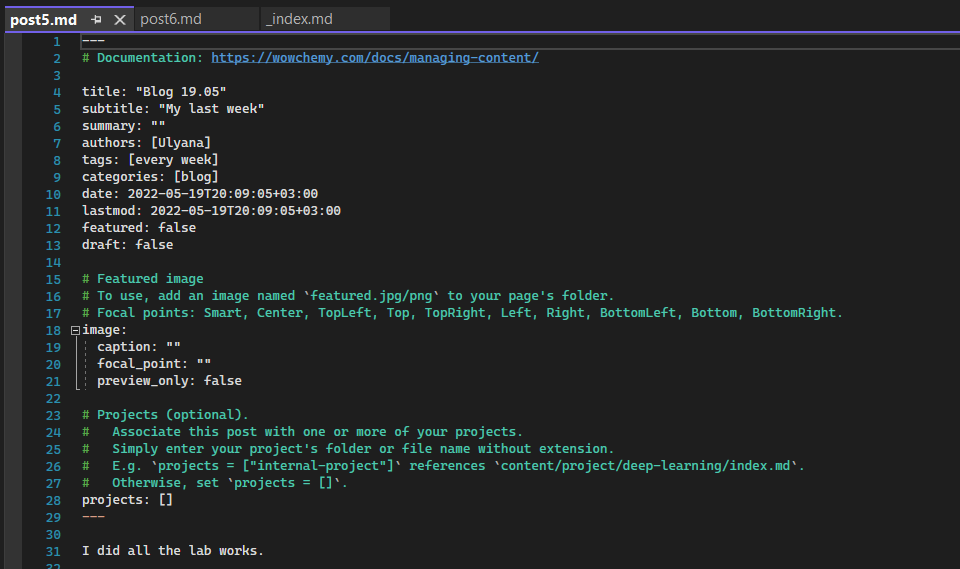 post5.md
post6.md
_index.md
1 ---
2 # Documentation: https://wowchemy.com/docs/managing-content/
3
4 title: "Blog 19.05"
5 subtitle: "My last week"
6 summary: ""
7 authors: [Ulyana]
8 tags: [every week]
9 categories: [blog]
10 date: 2022-05-19T20:09:05+03:00
11 lastmod: 2022-05-19T20:09:05+03:00
12 featured: false
13 draft: false
14
15 # Featured image
16 # To use, add an image named `featured.jpg/png` to your page's folder.
17 # Focal points: Smart, Center, TopLeft, Top, TopRight, Left, Right, BottomLeft, Bottom, BottomRight.
18 image:
19   caption: ""
20   focal_point: ""
21   preview_only: false
22
23 # Projects (optional).
24 #   Associate this post with one or more of your projects.
25 #   Simply enter your project's folder or file name without extension.
26 #   E.g. `projects = ["internal-project"]` references `content/project/deep-learning/index.md`.
27 #   Otherwise, set `projects = []`.
28 projects: []
29 ---
30
31 I did all the lab works.
32